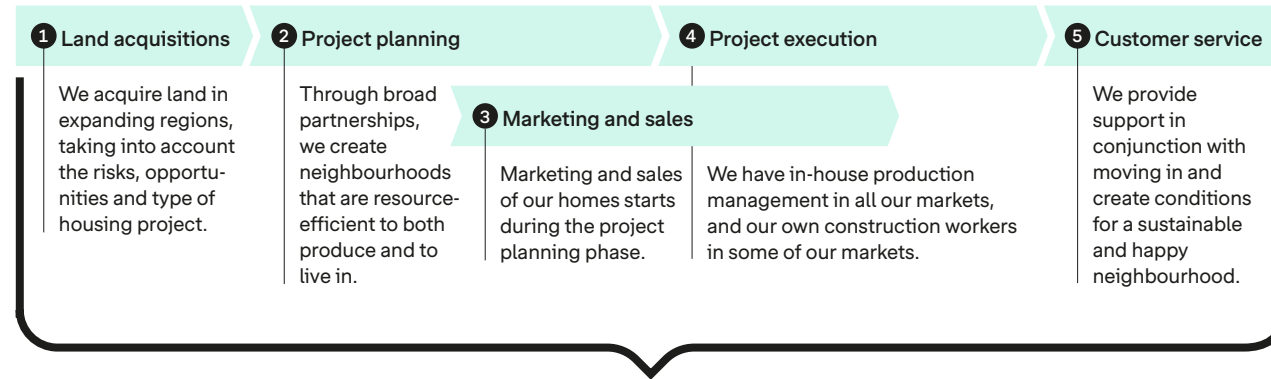 1 Land acquisitions
We acquire land in
expanding regions,
taking into account
the risks, opportu-
nities and type of
housing project.
2 Project planning
Through broad
partnerships,
we create
neighbourhoods
that are resource-
efficient to both
produce and to
live in.
3 Marketing and sales
Marketing and sales
of our homes starts
during the project
planning phase.
4 Project execution
We have in-house production
management in all our markets,
and our own construction workers
in some of our markets.
5 Customer service
We provide
support in
conjunction with
moving in and
create conditions
for a sustainable
and happy
neighbourhood.